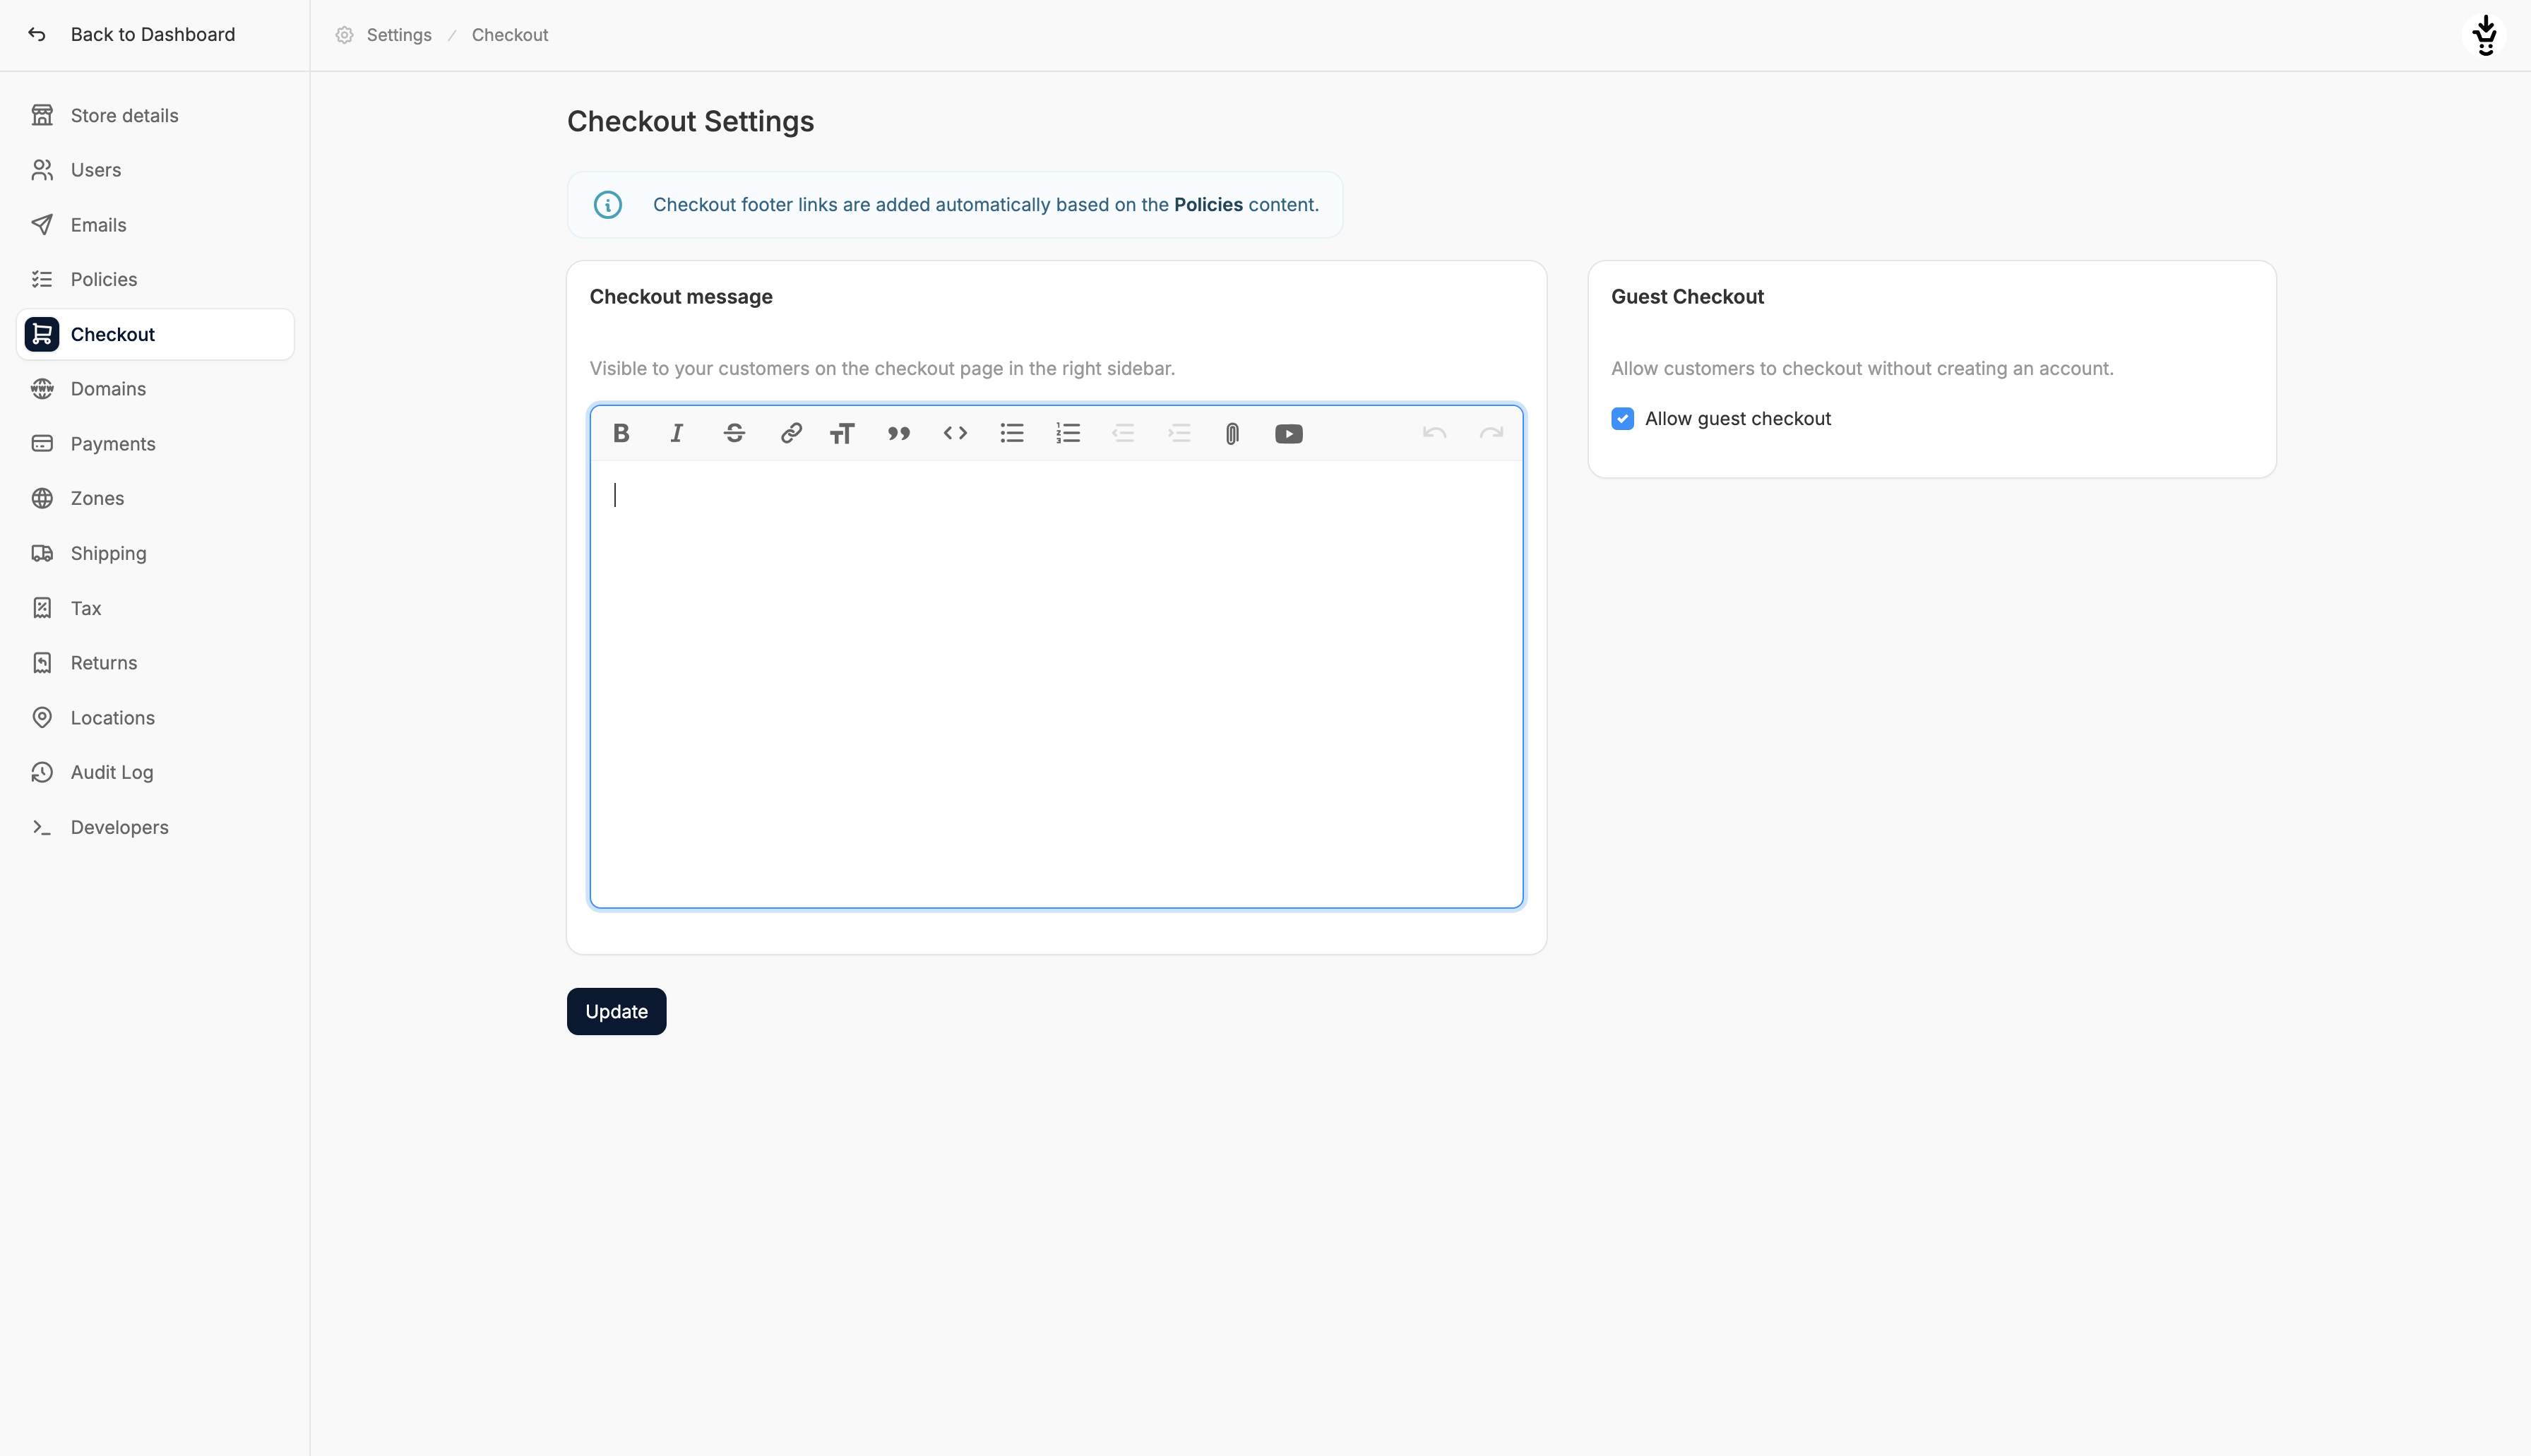 Back to Dashboard
Settings / Checkout
Store details
Users
Emails
Policies
Checkout
Domains
Payments
Zones
Shipping
Tax
Returns
Locations
Audit Log
Developers
Checkout Settings
Checkout footer links are added automatically based on the Policies content.
Checkout message
Visible to your customers on the checkout page in the right sidebar.
Guest Checkout
Allow customers to checkout without creating an account.
Allow guest checkout
Update